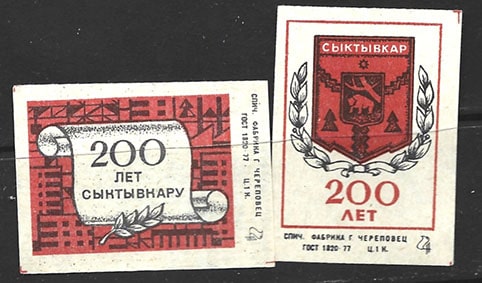 200
ЛЕТ
СЫКТЫВКАРУ
СПИЧ. ФАБРИКА Г. ЧЕРЕПОВЕЦ
ГОСТ 1820-77 Ц.1 К.
СЫКТЫВКАР
200
ЛЕТ
СПИЧ. ФАБРИКА Г. ЧЕРЕПОВЕЦ
ГОСТ 1820-77 Ц.1 К.